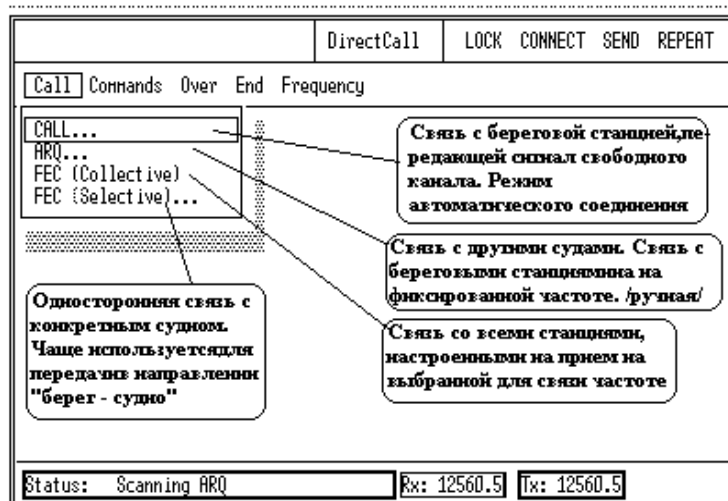 DirectCall LOCK CONNECT SEND REPEAT
Call Commands Over End Frequency
CALL...
ARQ...
FEC (Collective)
FEC (Selective)...
Связь с береговой станцией,пе-
редающей сигнал свободного
канала. Режим
автоматического соединения
Связь с другими судами. Связь с
береговыми станциямина на
фиксированной частоте. /ручная/
Односторонняя связь с
конкретным судном.
Чаще используетсядля
передачив направлении
"берег - судно"
Связь со всеми станциями,
настроенными на прием на
выбранной для связи частоте
Status: Scanning ARQ Rx: 12560.5 Tx: 12560.5